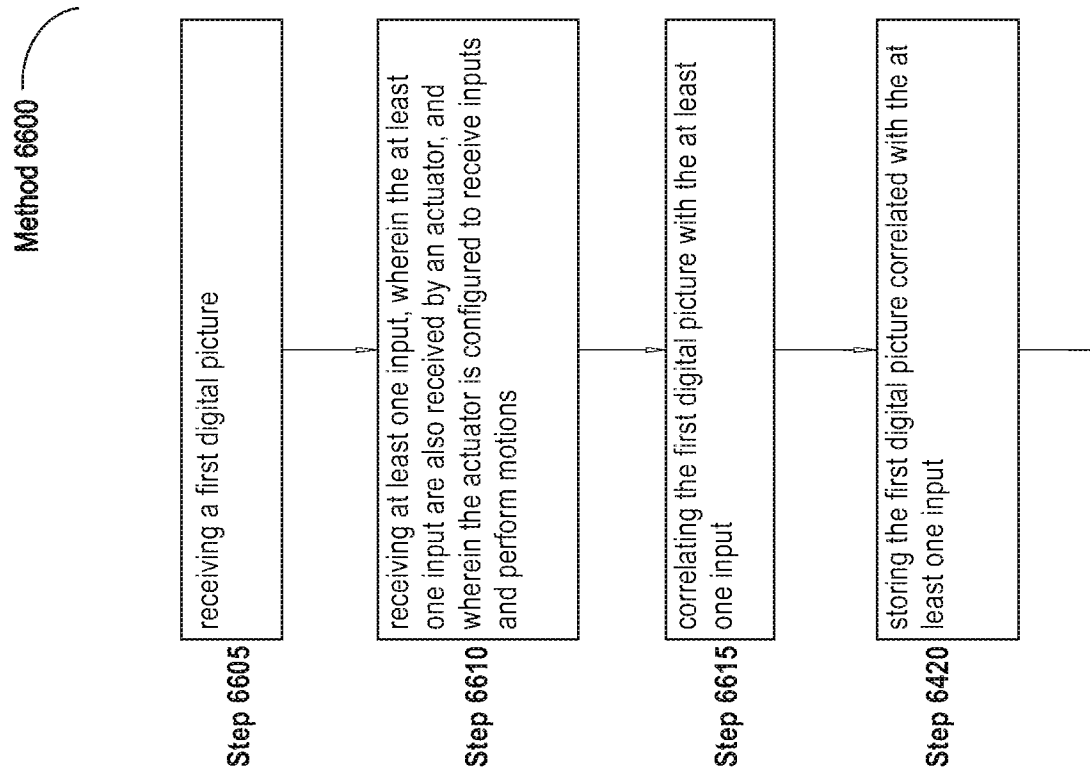 Method 6600
Step 6605
receiving a first digital picture
Step 6610
receiving at least one input, wherein the at least
one input are also received by an actuator, and
wherein the actuator is configured to receive inputs
and perform motions
Step 6615
correlating the first digital picture with the at least
one input
Step 6420
storing the first digital picture correlated with the at
least one input